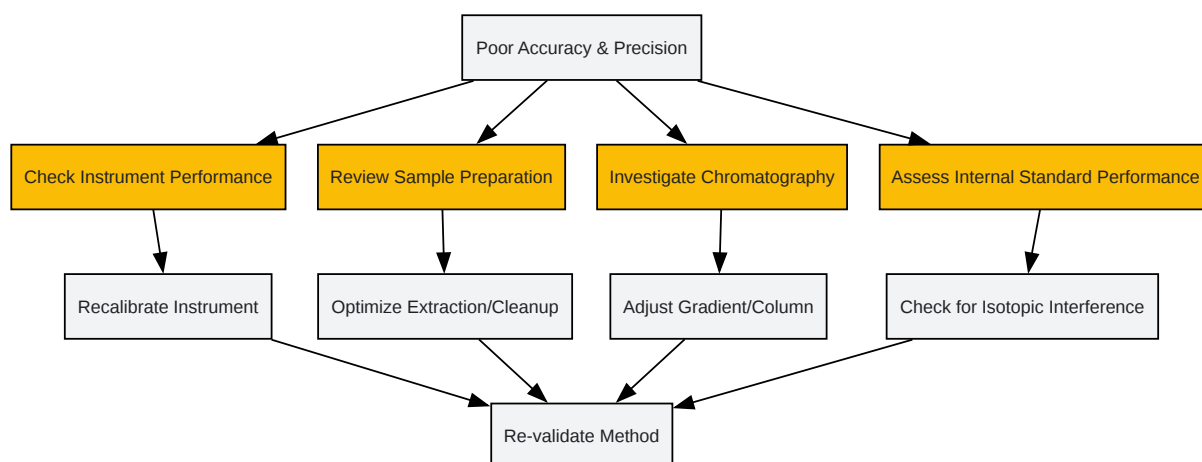 Poor Accuracy & Precision
Check Instrument Performance
Review Sample Preparation
Investigate Chromatography
Assess Internal Standard Performance
Recalibrate Instrument
Optimize Extraction/Cleanup
Adjust Gradient/Column
Check for Isotopic Interference
Re-validate Method